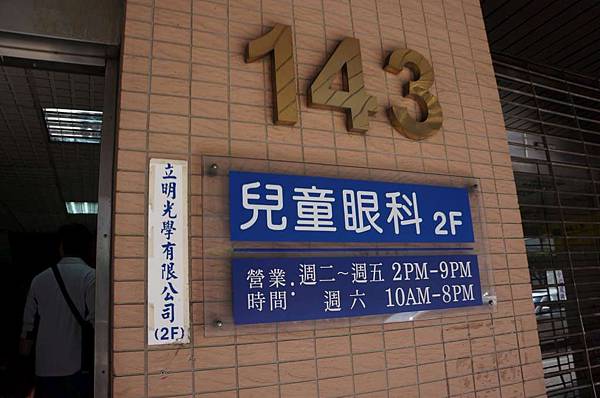 143
立明光學有限公司(2F)
兒童眼科 2F
營業時間: 週二~週五 2PM-9PM
週六 10AM-8PM